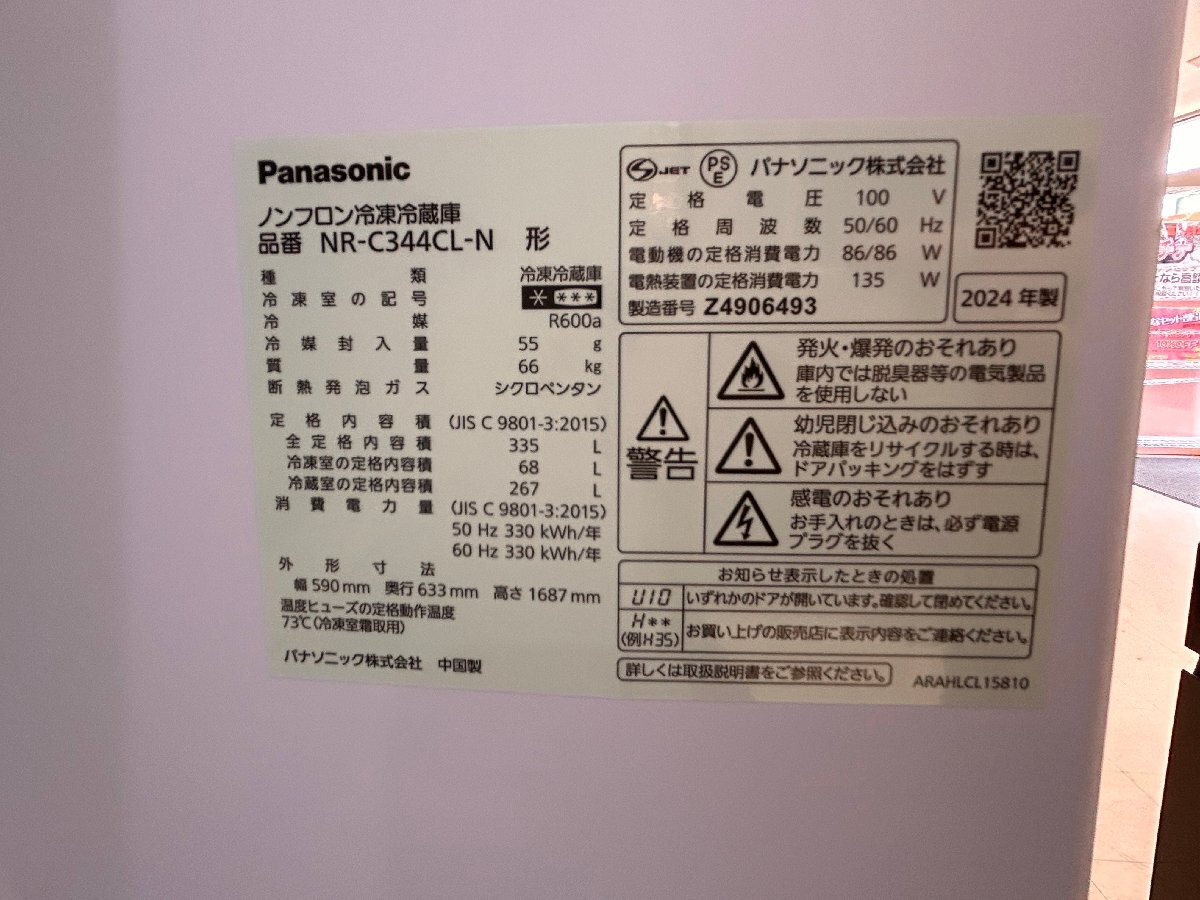 Panasonic
ノンフロン冷凍冷蔵庫
品番 NR-C344CL-N 形
種類 冷凍冷蔵庫
冷凍室の記号 * ***
冷媒 R600a
冷媒封入量 55 g
質量 66 kg
断熱発泡ガス シクロペンタン
定格内容積 (JIS C 9801-3:2015)
全定格内容積 335 L
冷凍室の定格内容積 68 L
冷蔵室の定格内容積 267 L
消費電力量 (JIS C 9801-3:2015)
50 Hz 330 kWh/年
60 Hz 330 kWh/年
外形寸法
幅 590 mm 奥行 633 mm 高さ 1687 mm
温度ヒューズの定格動作温度
73℃(冷凍室霜取用)
パナソニック株式会社 中国製
JET PSE パナソニック株式会社
定格電圧 100 V
定格周波数 50/60 Hz
電動機の定格消費電力 86/86 W
電熱装置の定格消費電力 135 W
製造番号 Z4906493
2024 年製
警告
発火・爆発のおそれあり
庫内では脱臭器等の電気製品
を使用しない
幼児閉じ込みのおそれあり
冷蔵庫をリサイクルする時は、
ドアパッキングをはずす
感電のおそれあり
お手入れのときは、必ず電源
プラグを抜く
お知らせ表示したときの処置
U10 いずれかのドアが開いています。確認して閉めてください。
H**
(例H35) お買い上げの販売店に表示内容をご連絡ください。
詳しくは取扱説明書をご参照ください。
ARAHLCL15810